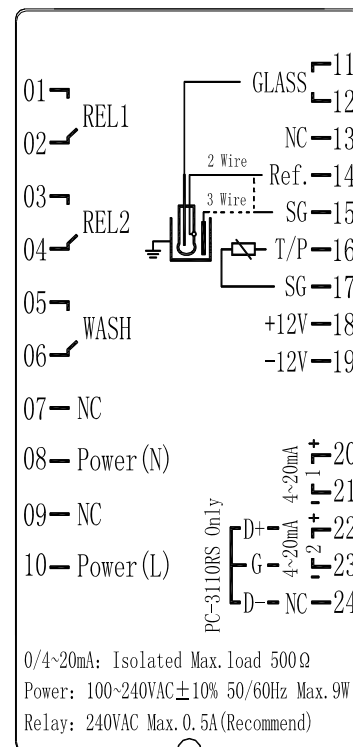 01
02
REL1
03
04
REL2
05
06
WASH
07 NC
08 Power(N)
09 NC
10 Power(L)
GLASS
11
12
NC 13
2 Wire
Ref. 14
3 Wire
SG 15
T/P 16
SG 17
+12V 18
-12V 19
4~20mA
1
+ 20
- 21
PC-3110RS Only
D+
G
D-
4~20mA
2
+ 22
- 23
NC 24
0/4~20mA: Isolated Max.load 500Ω
Power: 100~240VAC±10% 50/60Hz Max.9W
Relay: 240VAC Max.0.5A(Recommend)